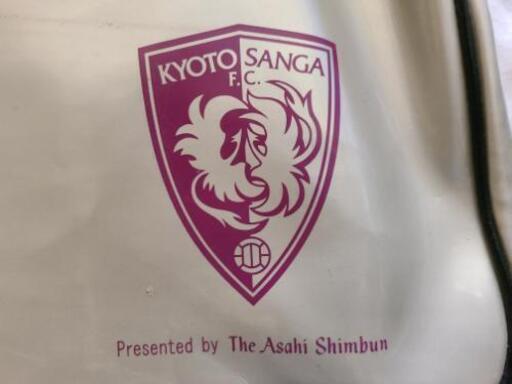 KYOTO SANGA
F.C.
Presented by The Asahi Shimbun